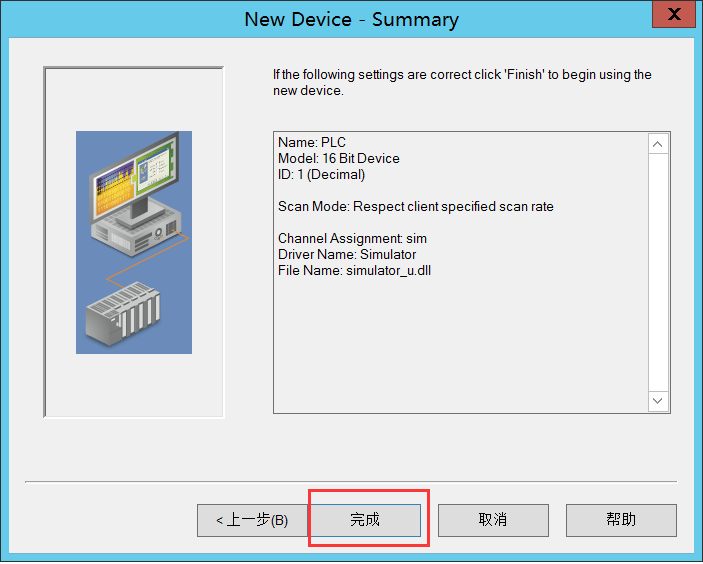 New Device - Summary
X
If the following settings are correct click 'Finish' to begin using the
new device.
Name: PLC
Model: 16 Bit Device
ID: 1 (Decimal)
Scan Mode: Respect client specified scan rate
Channel Assignment: sim
Driver Name: Simulator
File Name: simulator_u.dll
< 上一步(B)
完成
取消
帮助